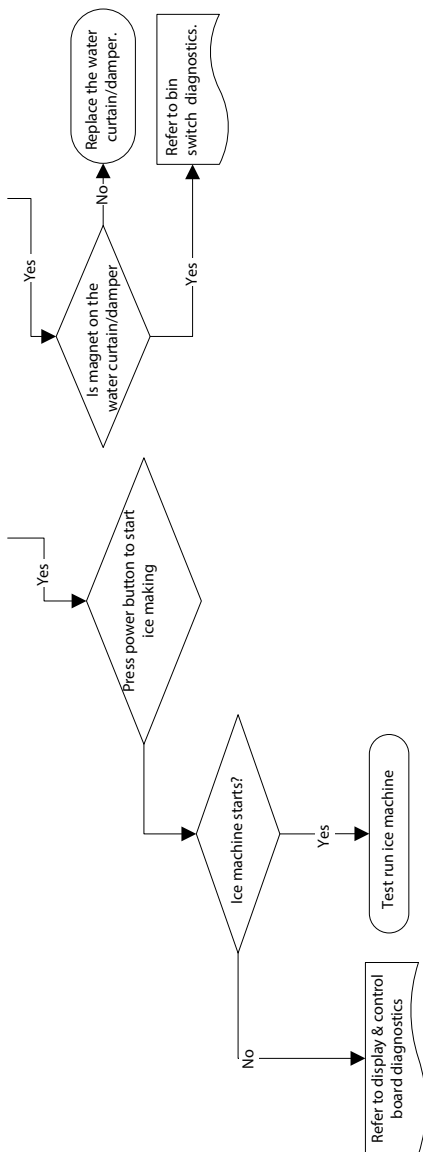 Yes
Is magnet on the
water curtain/damper
No
Replace the water
curtain/damper.
Yes
Refer to bin
switch diagnostics.
Yes
Press power button to start
ice making
Ice machine starts?
Yes
Test run ice machine
No
Refer to display & control
board diagnostics